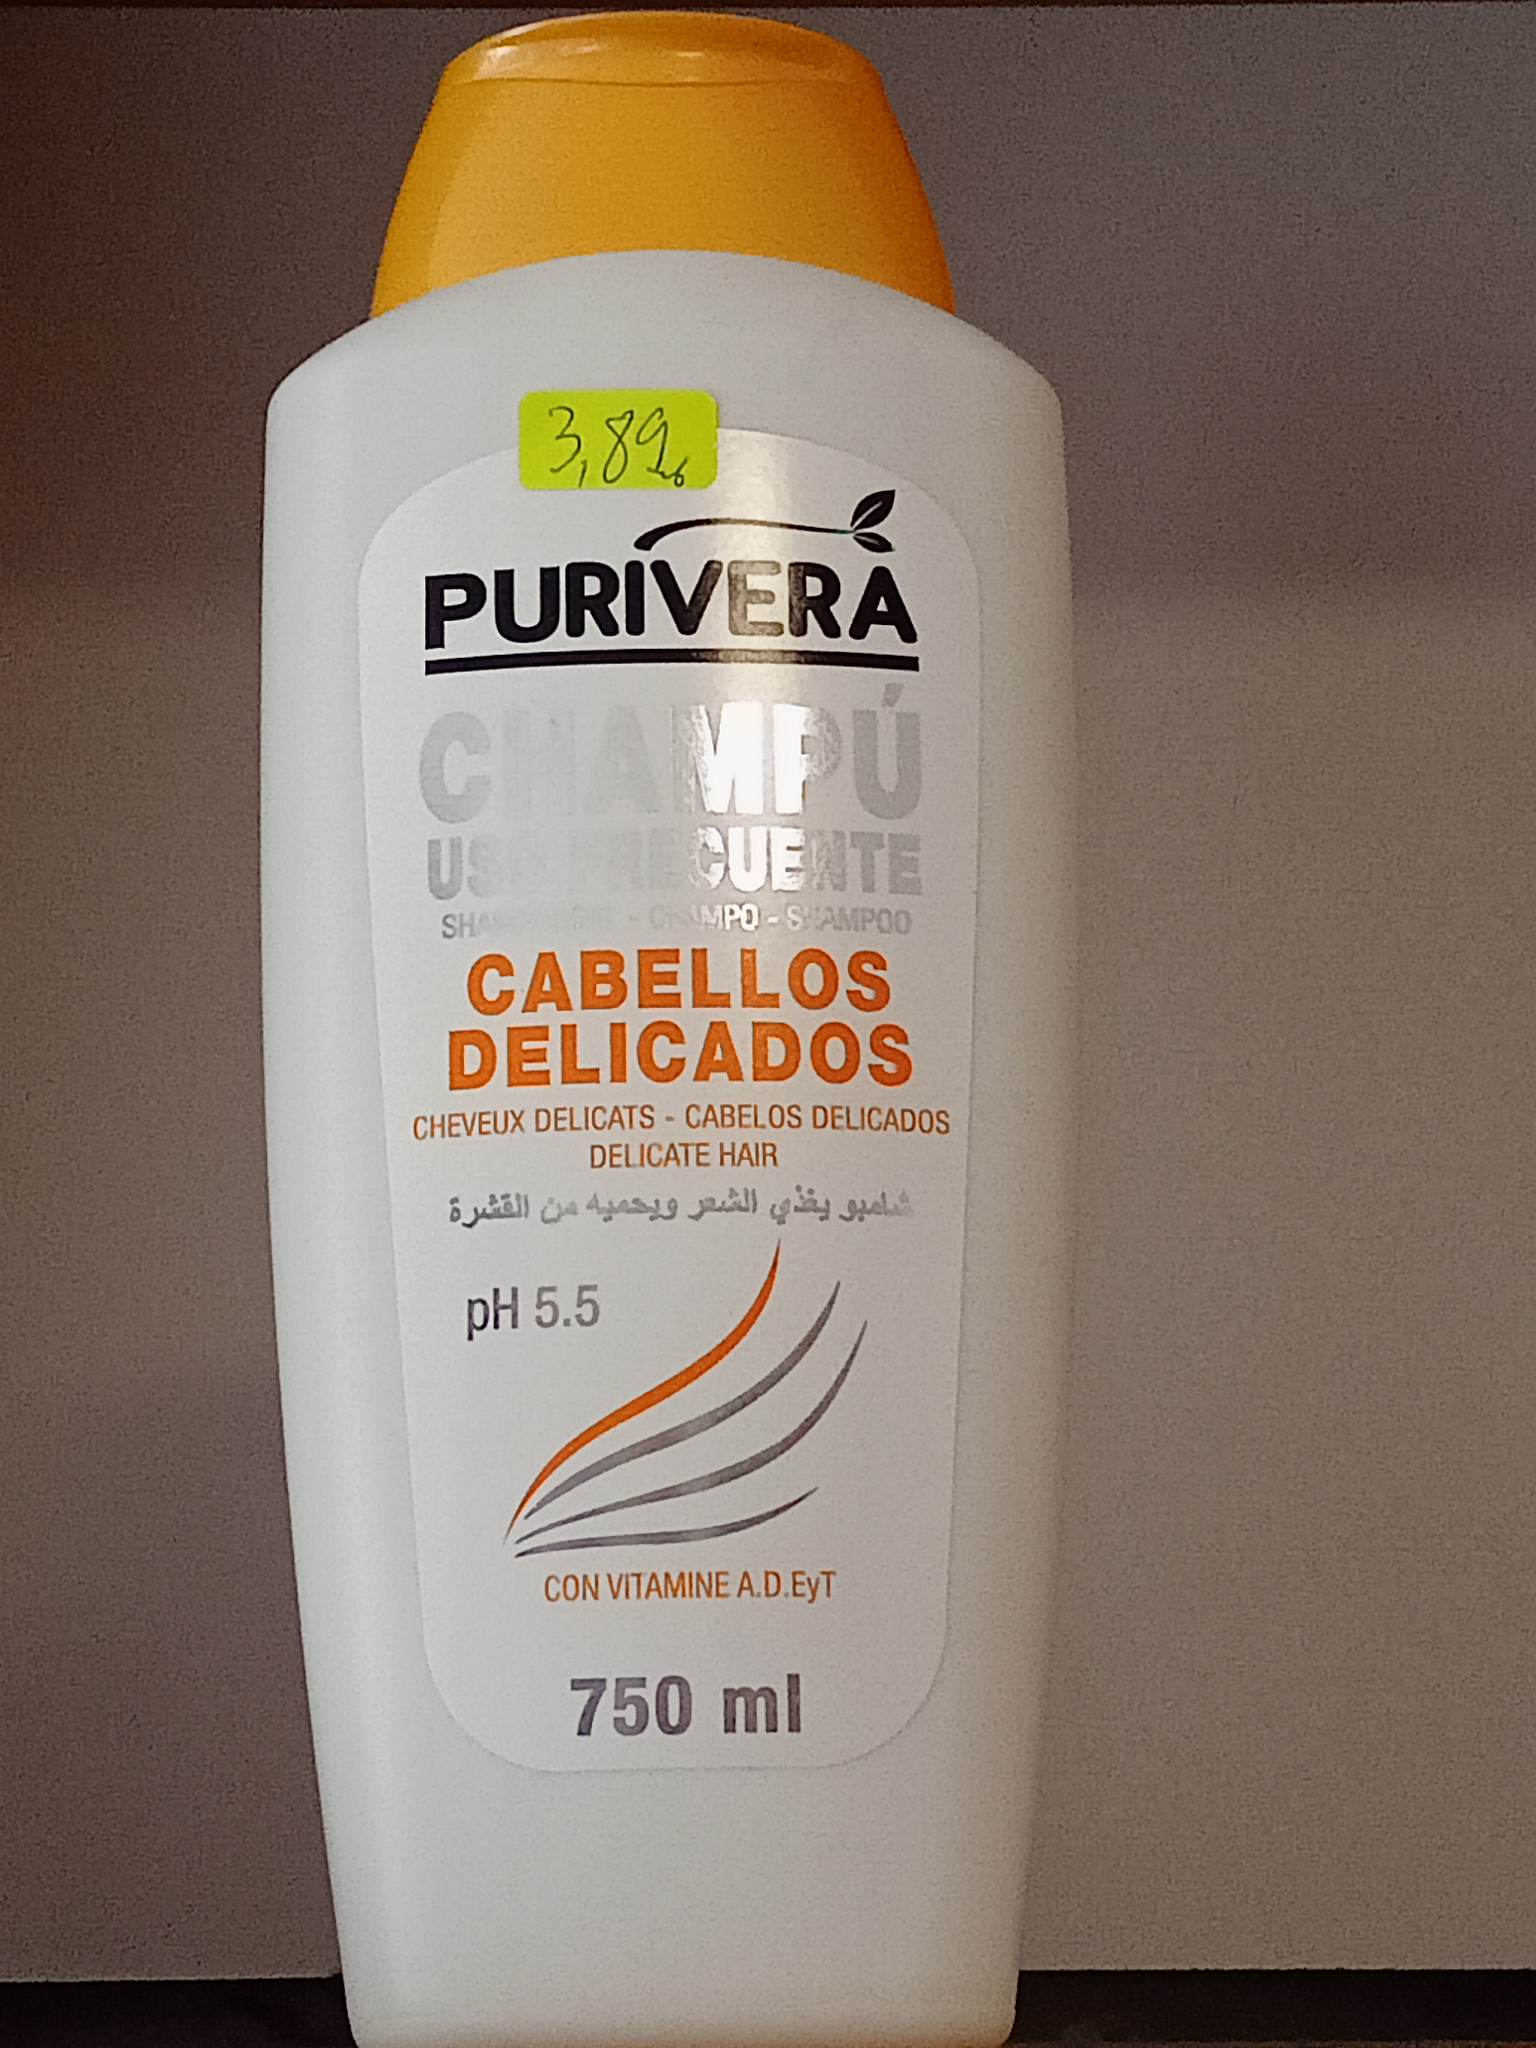 3,89
PURIVERA
CHAMPÚ
USO FRECUENTE
SHAMPOOING - CHAMPO - SHAMPOO
CABELLOS
DELICADOS
CHEVEUX DELICATS - CABELOS DELICADOS
DELICATE HAIR
شامبو يغذي الشعر ويحميه من القشرة
pH 5.5
CON VITAMINE A.D.EyT
750 ml